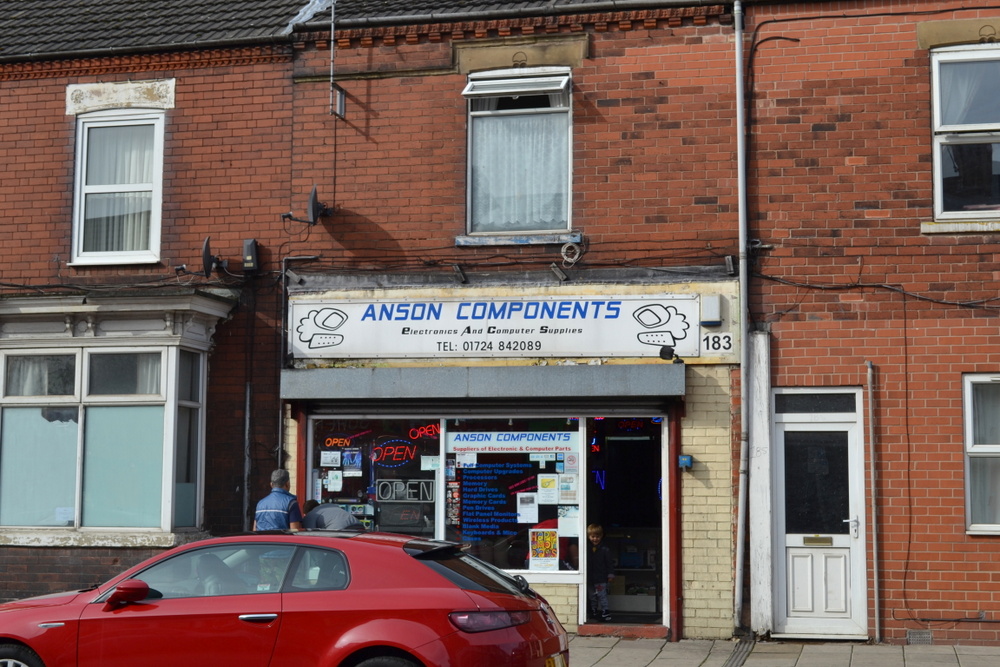 ANSON COMPONENTS
Electronics And Computer Supplies
TEL: 01724 842089
183
OPEN
OPEN
OPEN
OPEN
ANSON COMPONENTS
Suppliers of Electronic & Computer Parts
Full Computer Systems
Computer Upgrades
Processors
Memory
Hard Drives
Graphic Cards
Memory Cards
Pen Drives
Flat Panel Monitors
Wireless Products
Blank Media
Keyboards & Mice